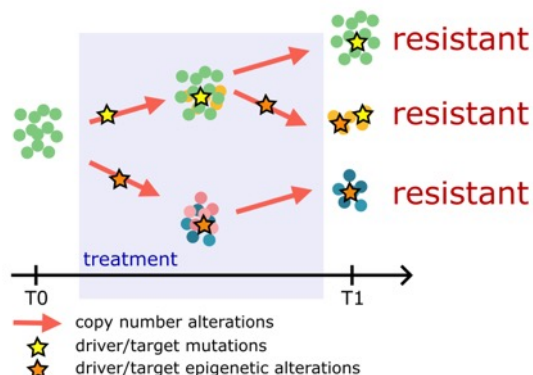 resistant
resistant
resistant
treatment
T0
T1
copy number alterations
driver/target mutations
driver/target epigenetic alterations